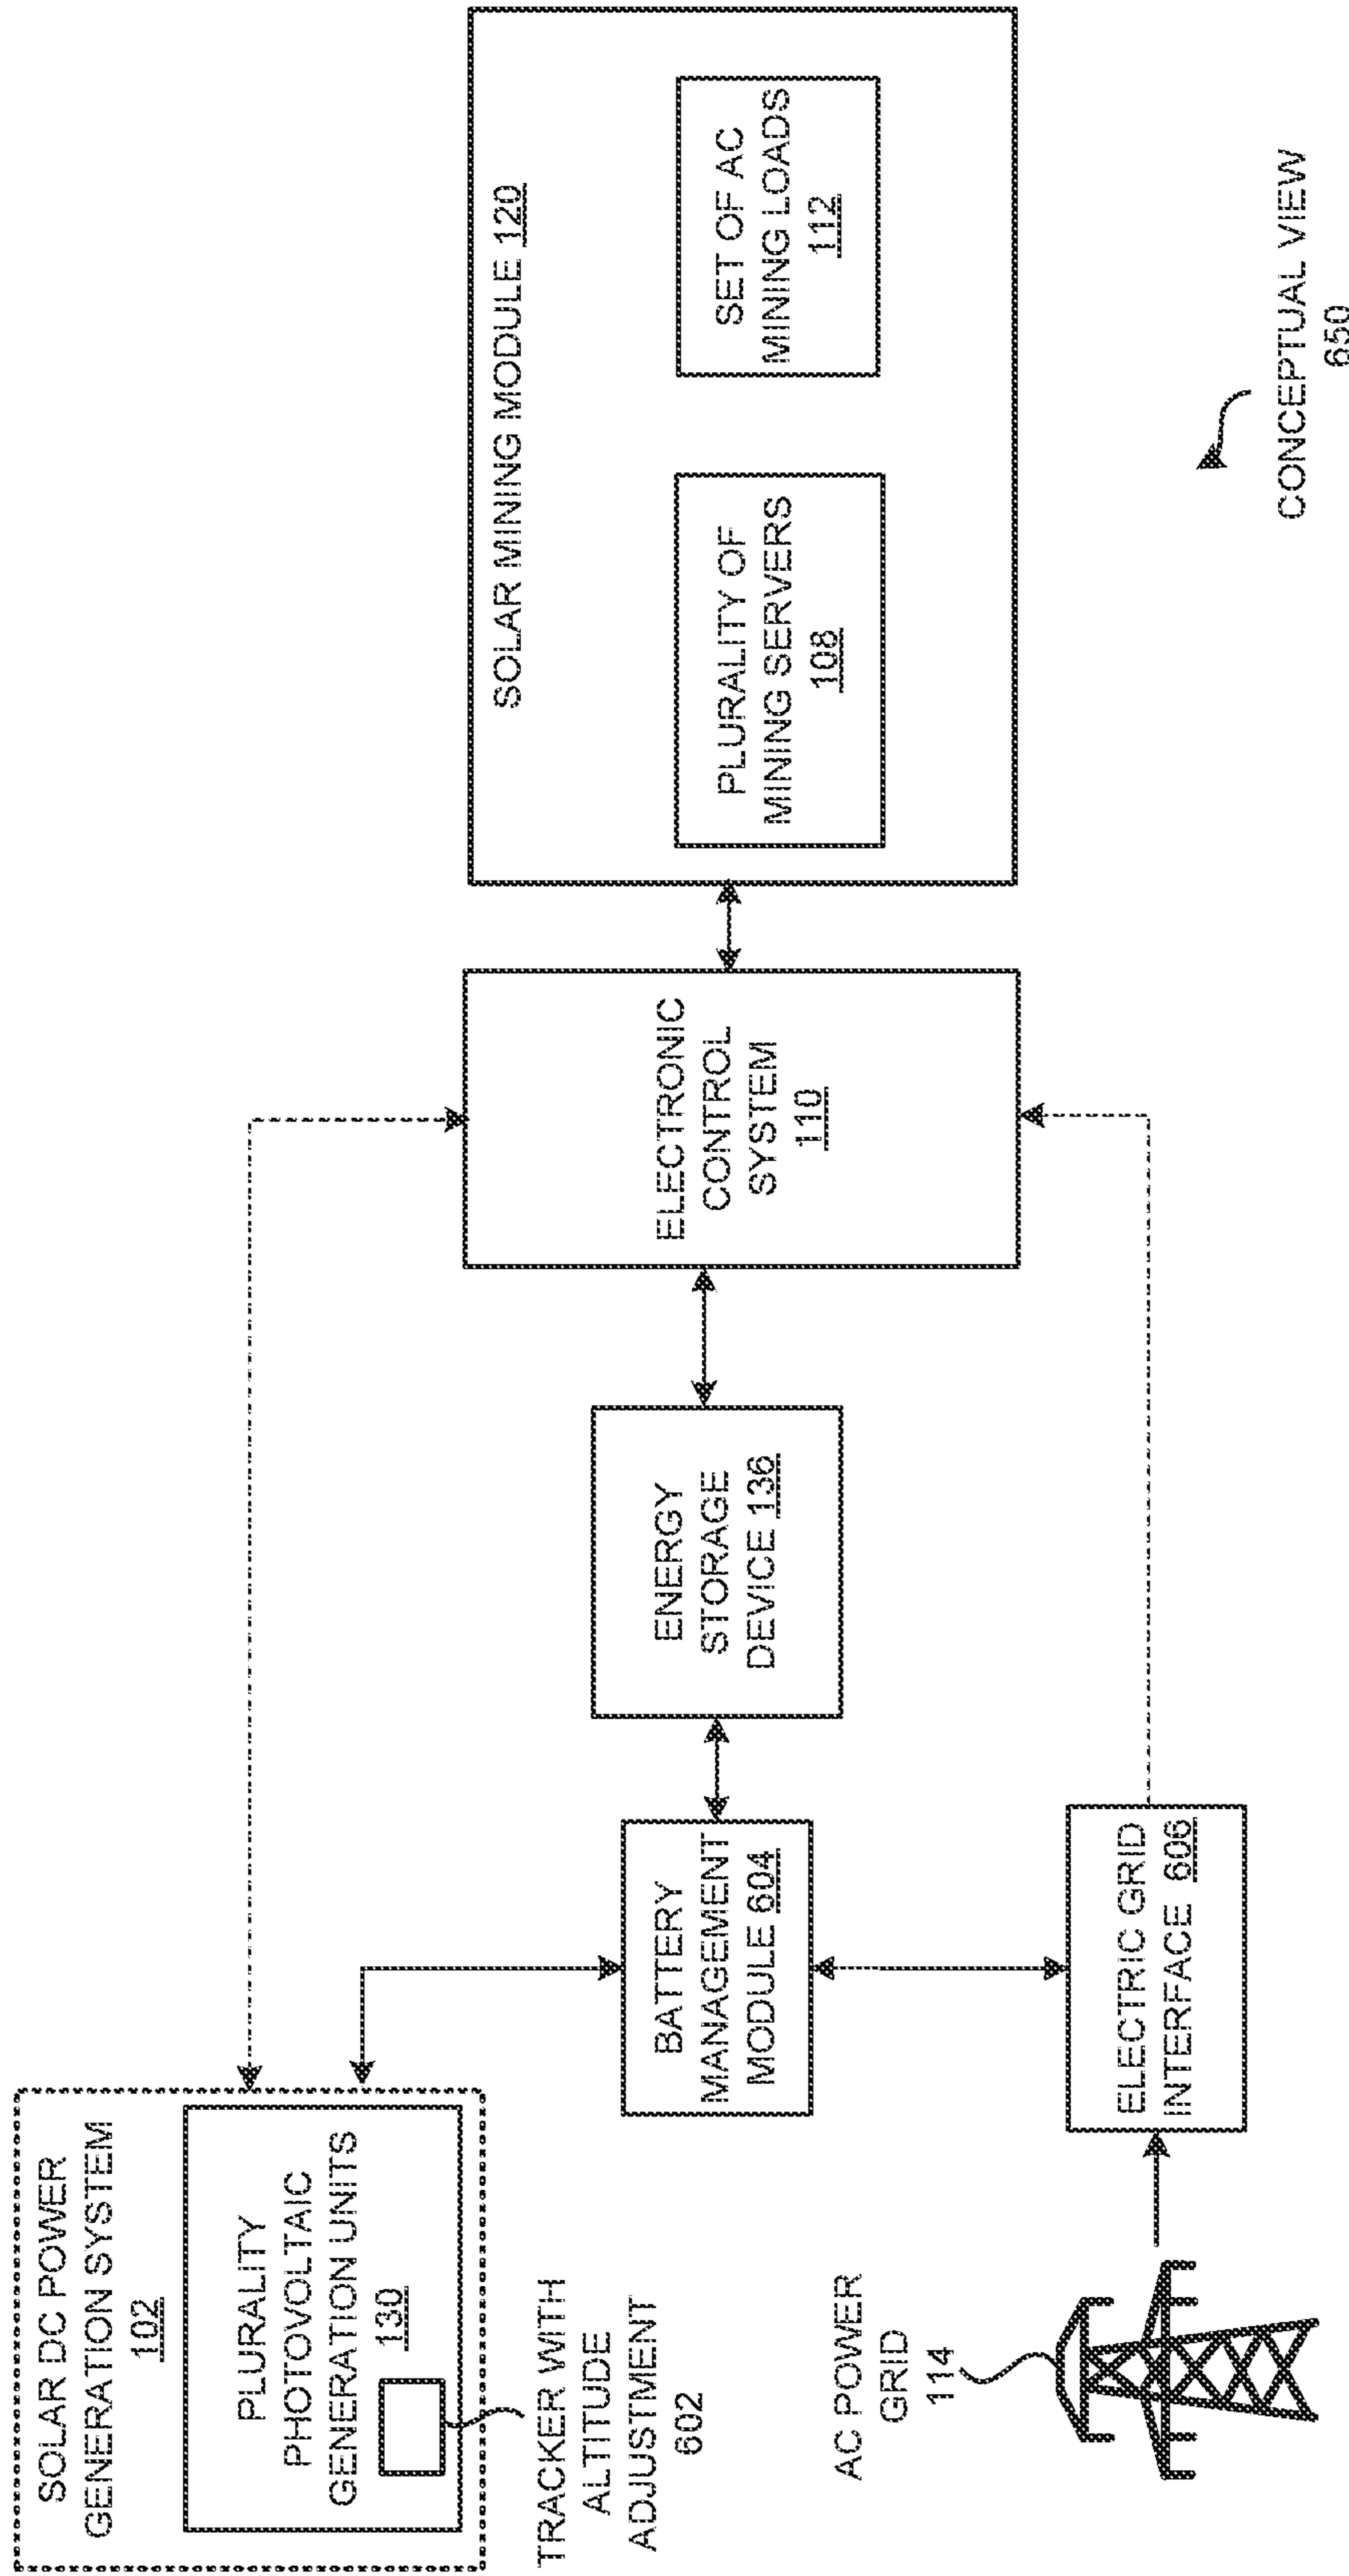 SOLAR DC POWER
GENERATION SYSTEM
102
PLURALITY
PHOTOVOLTAIC
GENERATION UNITS
130
TRACKER WITH
ALTITUDE
ADJUSTMENT
602
AC POWER
GRID
114
BATTERY
MANAGEMENT
MODULE 604
ELECTRIC GRID
INTERFACE 606
ENERGY
STORAGE
DEVICE 136
ELECTRONIC
CONTROL
SYSTEM
110
SOLAR MINING MODULE 120
PLURALITY OF
MINING SERVERS
108
SET OF AC
MINING LOADS
112
CONCEPTUAL VIEW
650